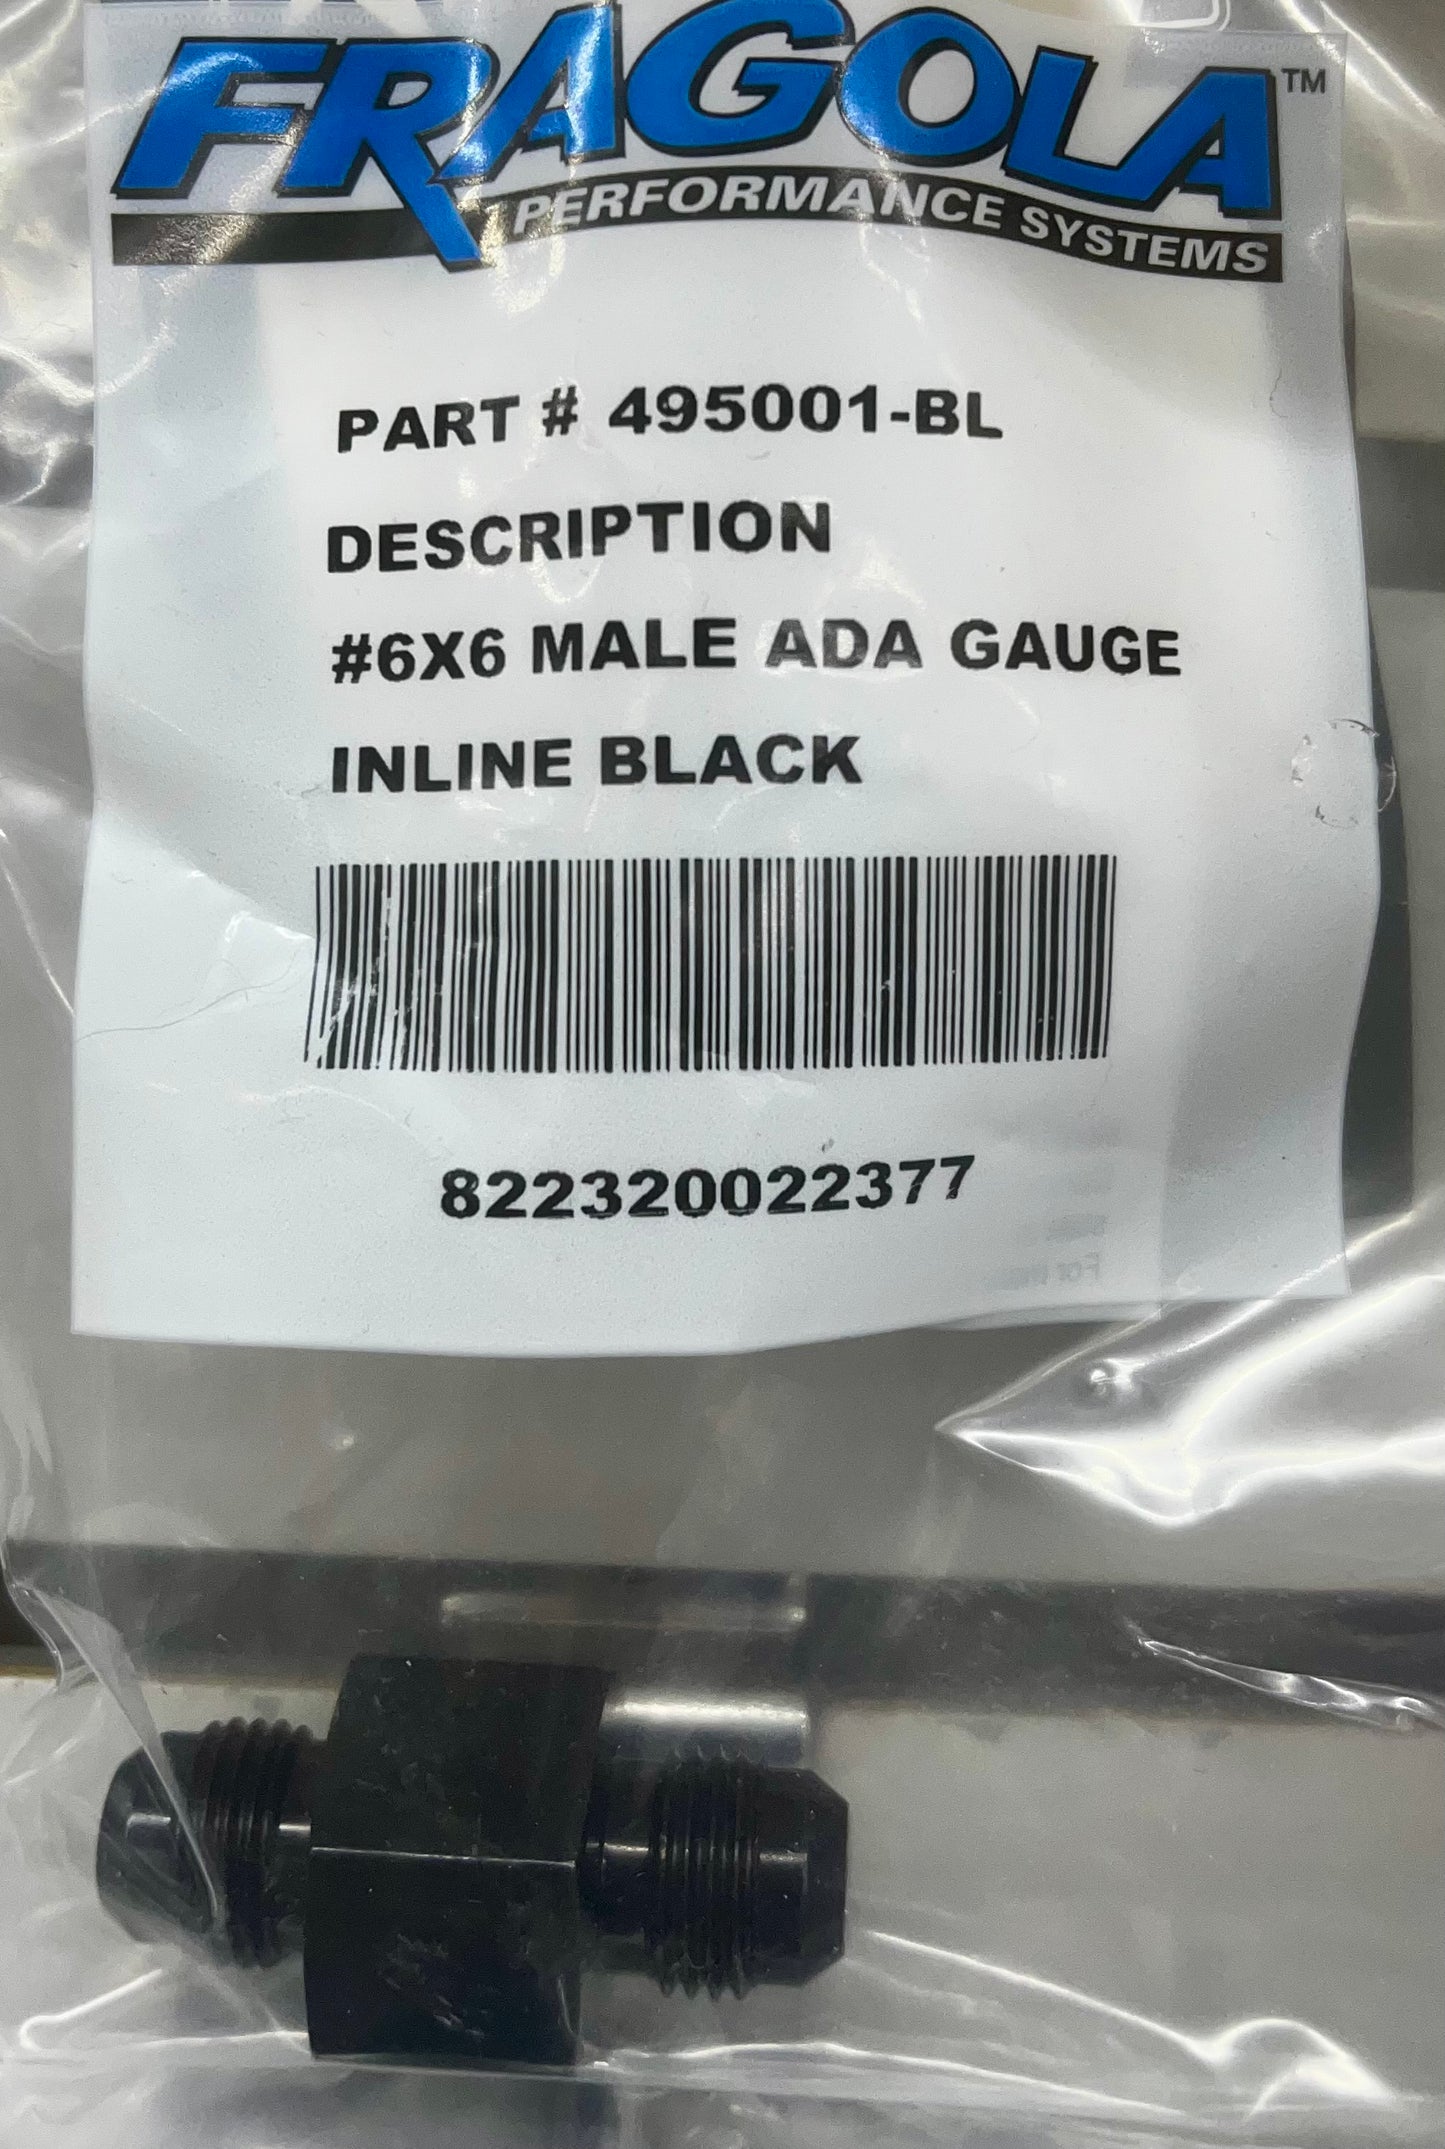 FRAGOLA™
PERFORMANCE SYSTEMS
PART # 495001-BL
DESCRIPTION
#6X6 MALE ADA GAUGE
INLINE BLACK
822320022377